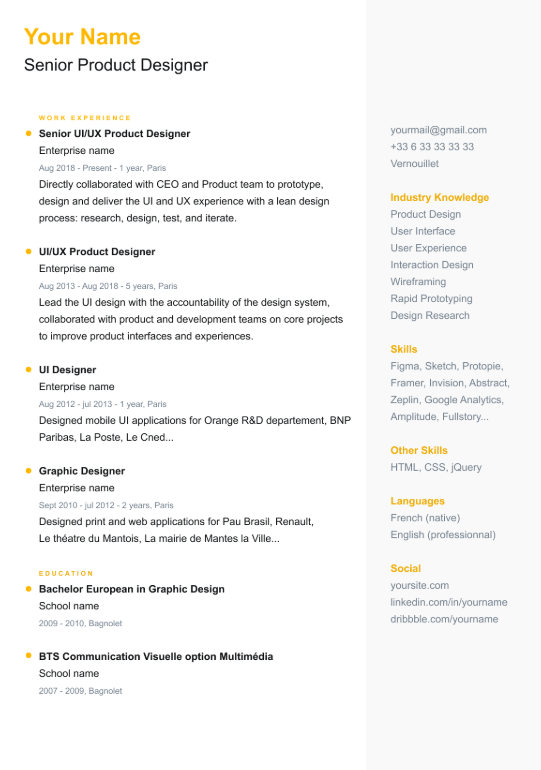 Your Name
Senior Product Designer
WORK EXPERIENCE
Senior UI/UX Product Designer
Enterprise name
Aug 2018 - Present - 1 year, Paris
Directly collaborated with CEO and Product team to prototype,
design and deliver the UI and UX experience with a lean design
process: research, design, test, and iterate.
UI/UX Product Designer
Enterprise name
Aug 2013 - Aug 2018 - 5 years, Paris
Lead the UI design with the accountability of the design system,
collaborated with product and development teams on core projects
to improve product interfaces and experiences.
UI Designer
Enterprise name
Aug 2012 - jul 2013 - 1 year, Paris
Designed mobile UI applications for Orange R&D departement, BNP
Paribas, La Poste, Le Cned...
Graphic Designer
Enterprise name
Sept 2010 - jul 2012 - 2 years, Paris
Designed print and web applications for Pau Brasil, Renault,
Le théatre du Mantois, La mairie de Mantes la Ville...
EDUCATION
Bachelor European in Graphic Design
School name
2009 - 2010, Bagnolet
BTS Communication Visuelle option Multimédia
School name
2007 - 2009, Bagnolet
yourmail@gmail.com
+33 6 33 33 33 33
Vernouillet
Industry Knowledge
Product Design
User Interface
User Experience
Interaction Design
Wireframing
Rapid Prototyping
Design Research
Skills
Figma, Sketch, Protopie,
Framer, Invision, Abstract,
Zeplin, Google Analytics,
Amplitude, Fullstory...
Other Skills
HTML, CSS, jQuery
Languages
French (native)
English (professionnal)
Social
yoursite.com
linkedin.com/in/yourname
dribbble.com/yourname